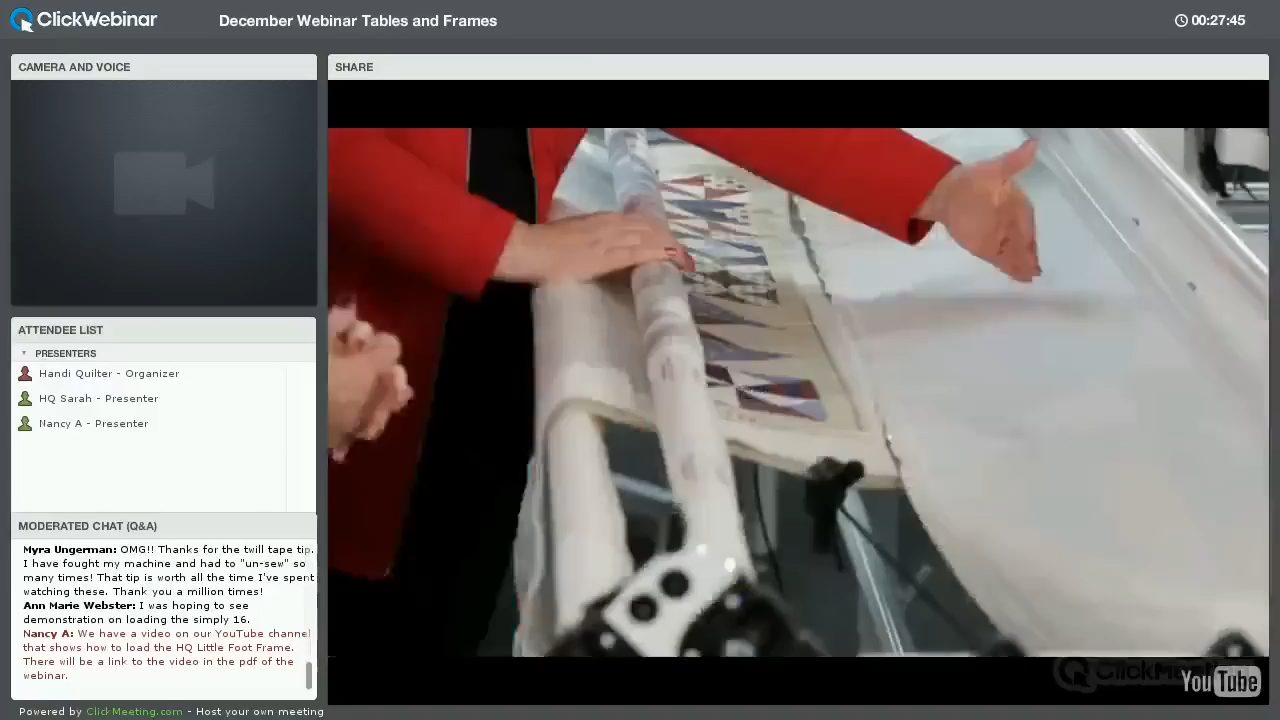 ClickWebinar
December Webinar Tables and Frames
00:27:45
CAMERA AND VOICE
SHARE
ATTENDEE LIST
PRESENTERS
Handi Quilter - Organizer
HQ Sarah - Presenter
Nancy A - Presenter
MODERATED CHAT (Q&A)
Myra Ungerman: OMG!! Thanks for the twill tape tip.
I have fought my machine and had to "un-sew" so
many times! That tip is worth all the time I've spent
watching these. Thank you a million times!
Ann Marie Webster: I was hoping to see
demonstration on loading the simply 16.
Nancy A: We have a video on our YouTube channel
that shows how to load the HQ Little Foot Frame.
There will be a link to the video in the pdf of the
webinar.
ClickMeeting
YouTube
Powered by ClickMeeting.com - Host your own meeting